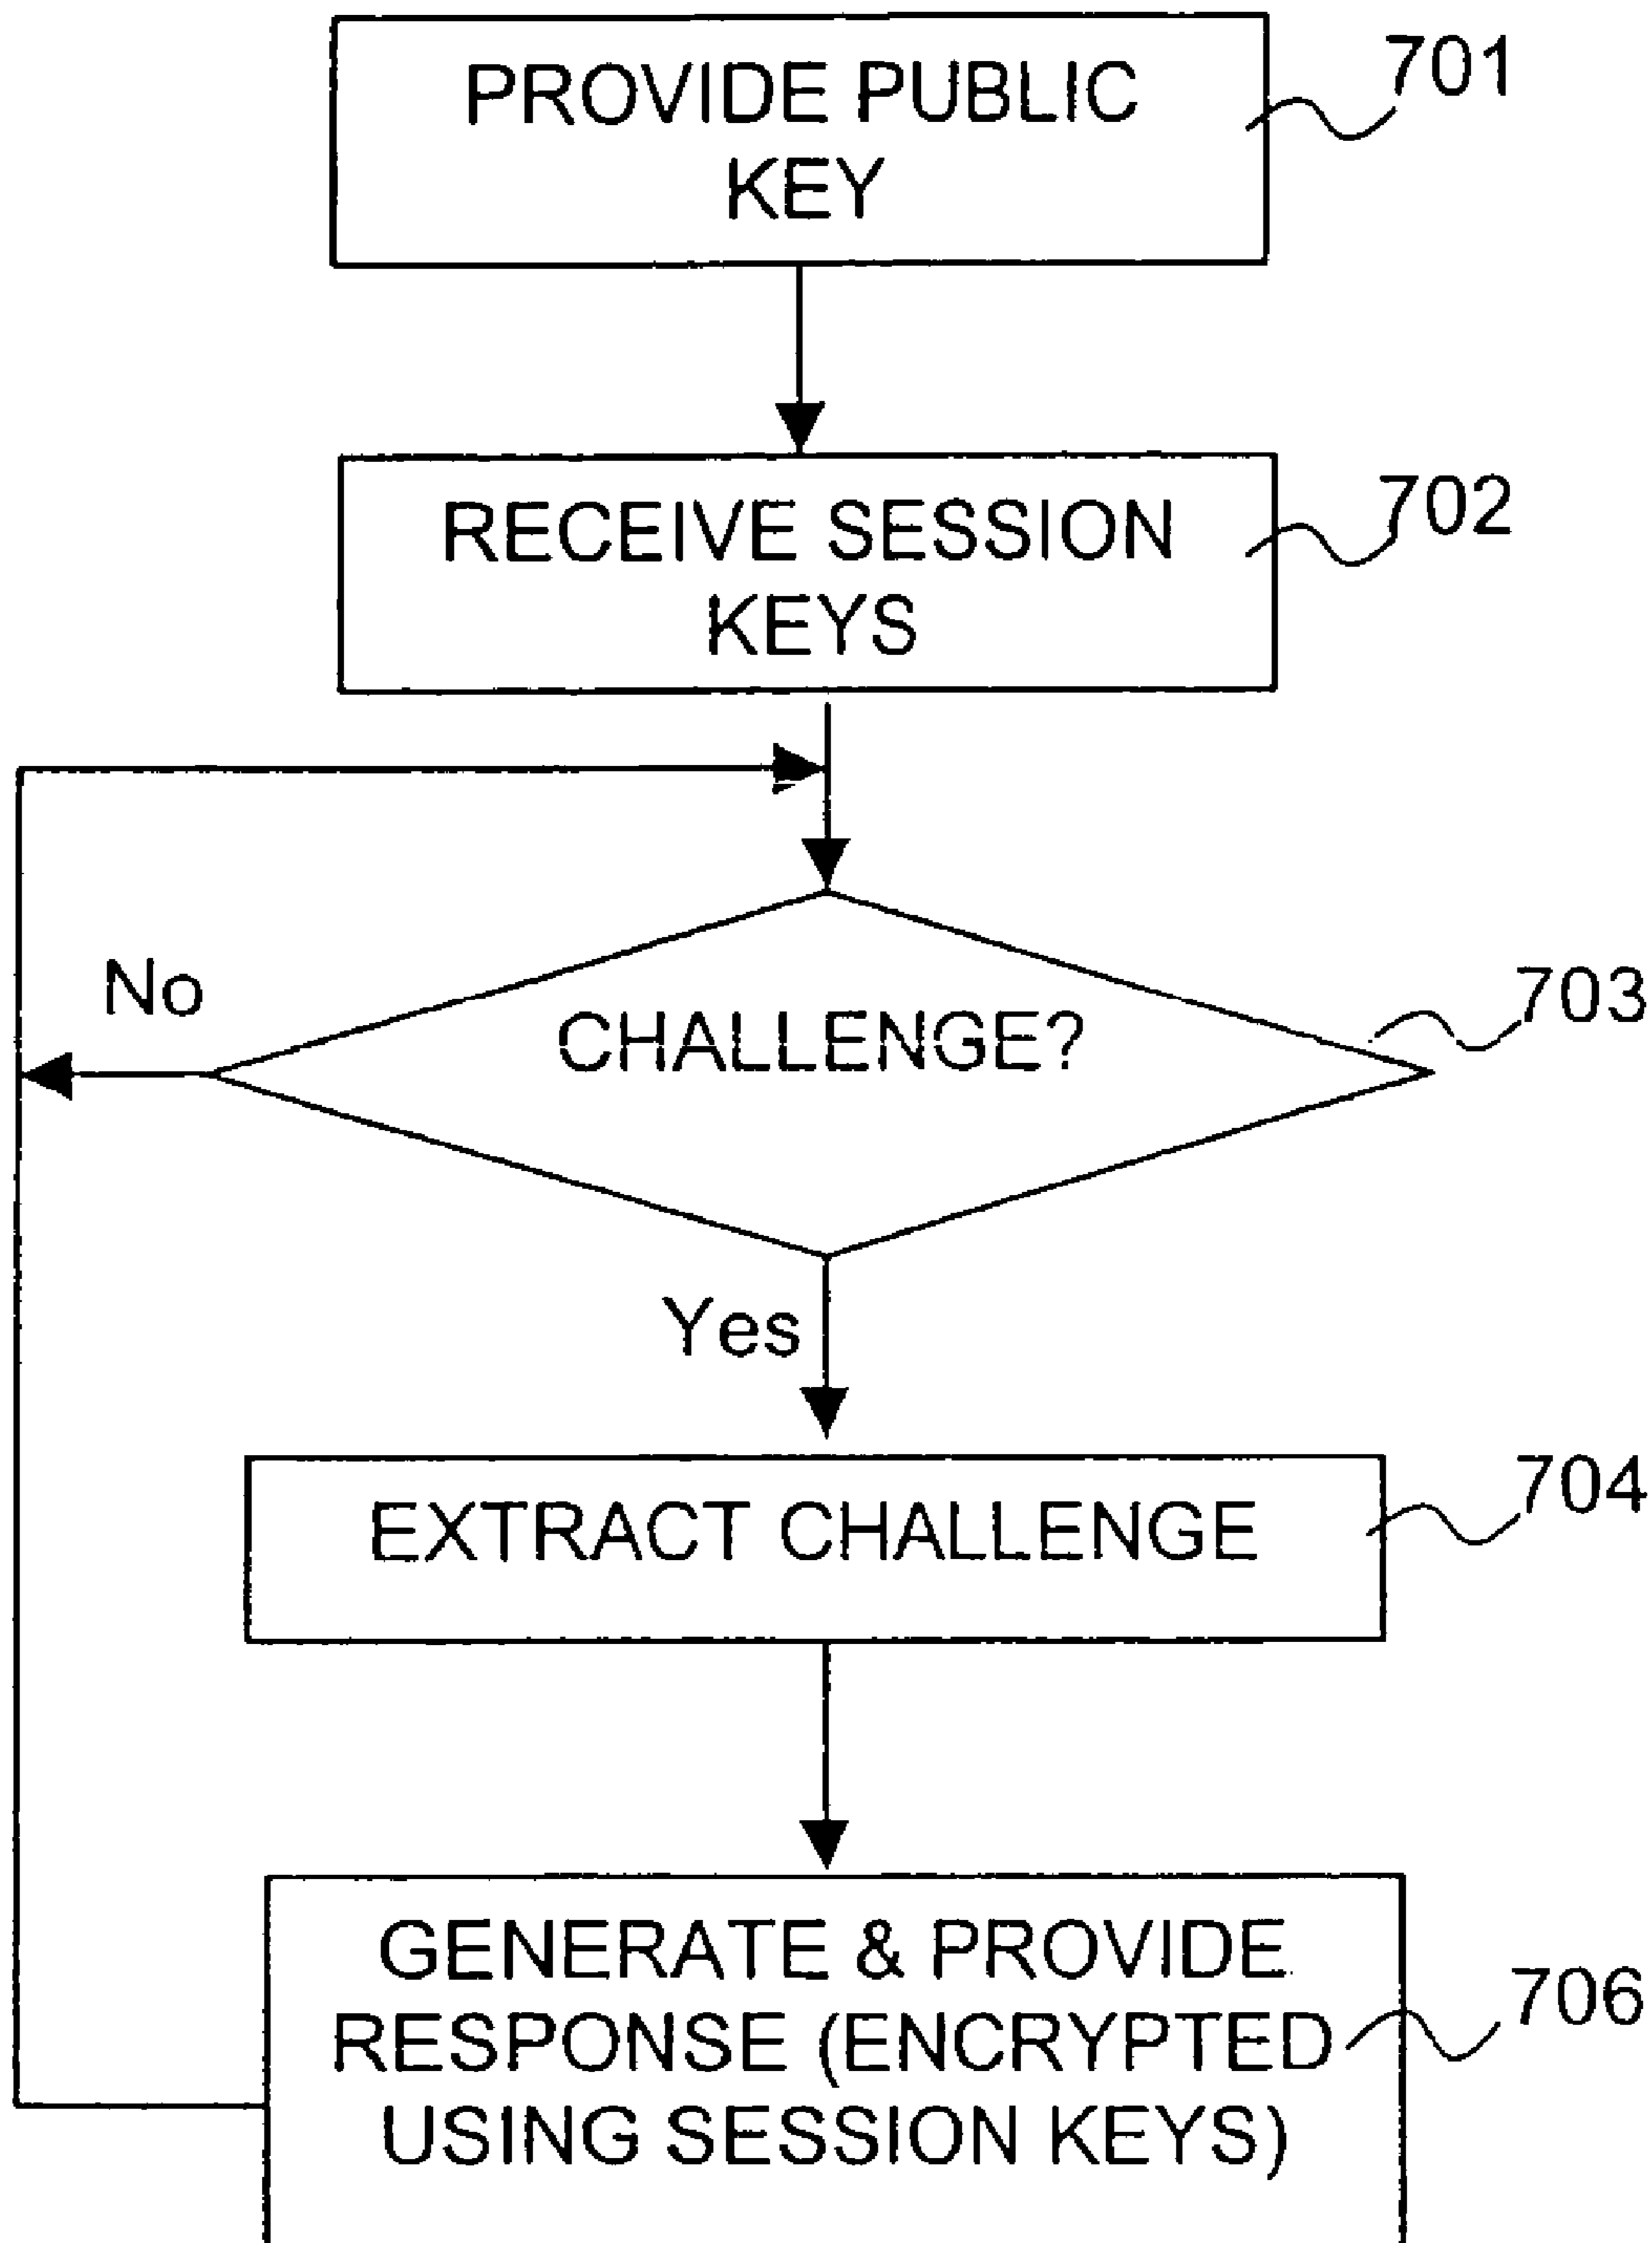 PROVIDE PUBLIC
KEY
701
RECEIVE SESSION
KEYS
702
No
CHALLENGE?
703
Yes
EXTRACT CHALLENGE
704
GENERATE & PROVIDE
RESPONSE (ENCRYPTED
USING SESSION KEYS)
706